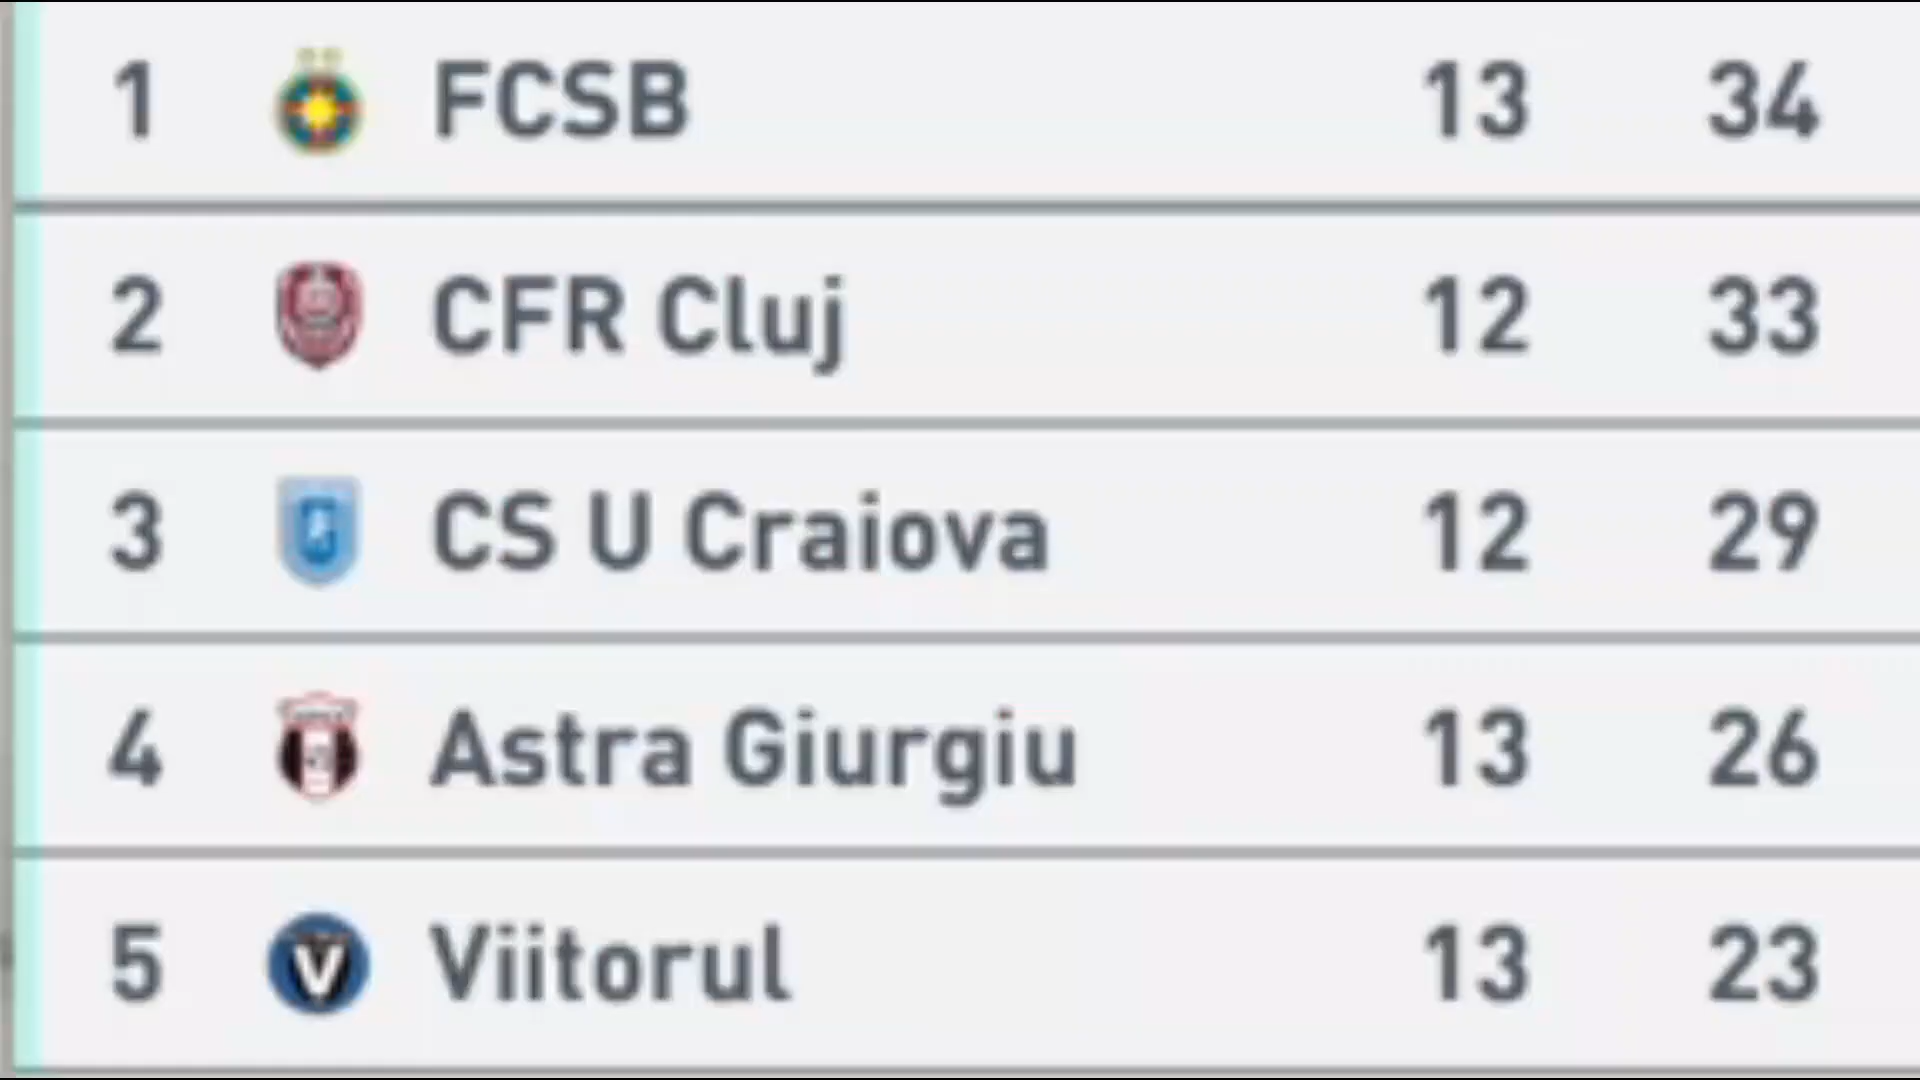 1 FCSB 13 34
2 CFR Cluj 12 33
3 CS U Craiova 12 29
4 Astra Giurgiu 13 26
5 V Viitorul 13 23